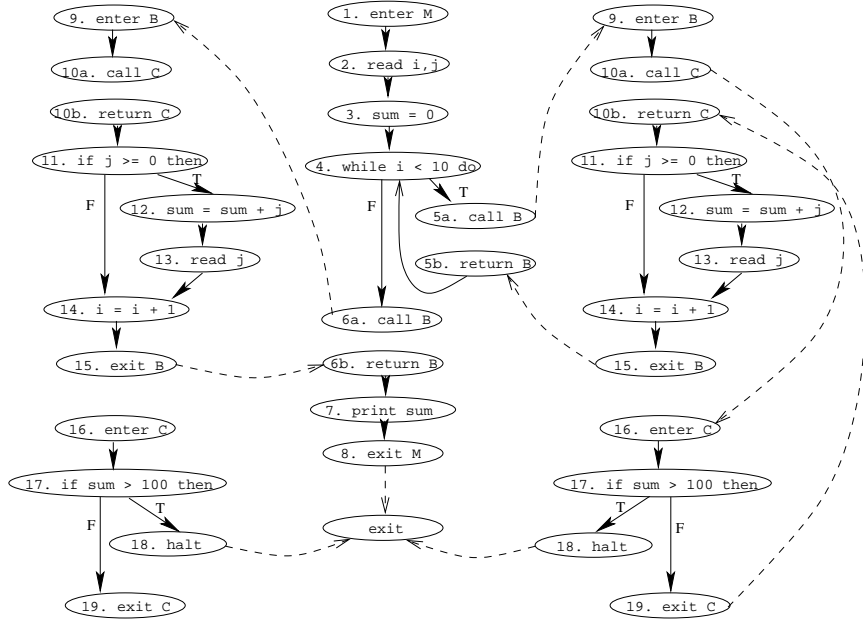 9. enter B
10a. call C
10b. return C
11. if j >= 0 then
T
F
12. sum = sum + j
13. read j
14. i = i + 1
15. exit B
16. enter C
17. if sum > 100 then
T
F
18. halt
19. exit C
1. enter M
2. read i,j
3. sum = 0
4. while i < 10 do
T
F
5a. call B
5b. return B
6a. call B
6b. return B
7. print sum
8. exit M
exit
9. enter B
10a. call C
10b. return C
11. if j >= 0 then
T
F
12. sum = sum + j
13. read j
14. i = i + 1
15. exit B
16. enter C
17. if sum > 100 then
T
F
18. halt
19. exit C